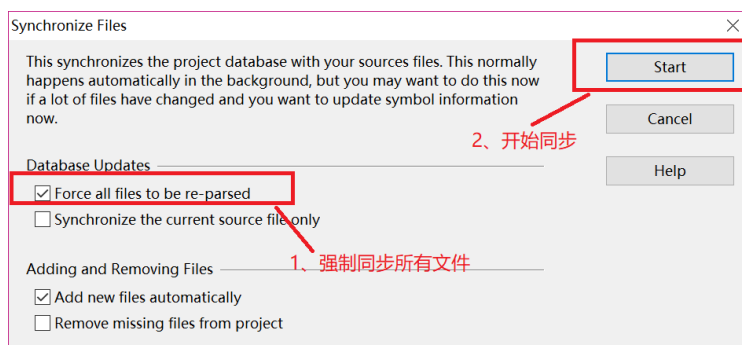 Synchronize Files
This synchronizes the project database with your sources files. This normally
happens automatically in the background, but you may want to do this now
if a lot of files have changed and you want to update symbol information
now.
Start
Cancel
Help
2、开始同步
Database Updates
Force all files to be re-parsed
Synchronize the current source file only
1、强制同步所有文件
Adding and Removing Files
Add new files automatically
Remove missing files from project